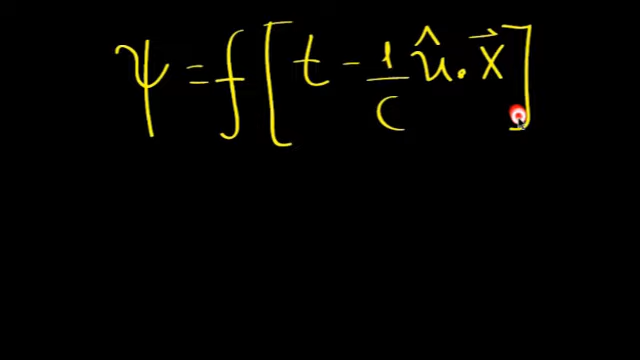 ψ = f [ t - 1/c û · x⃗ ]